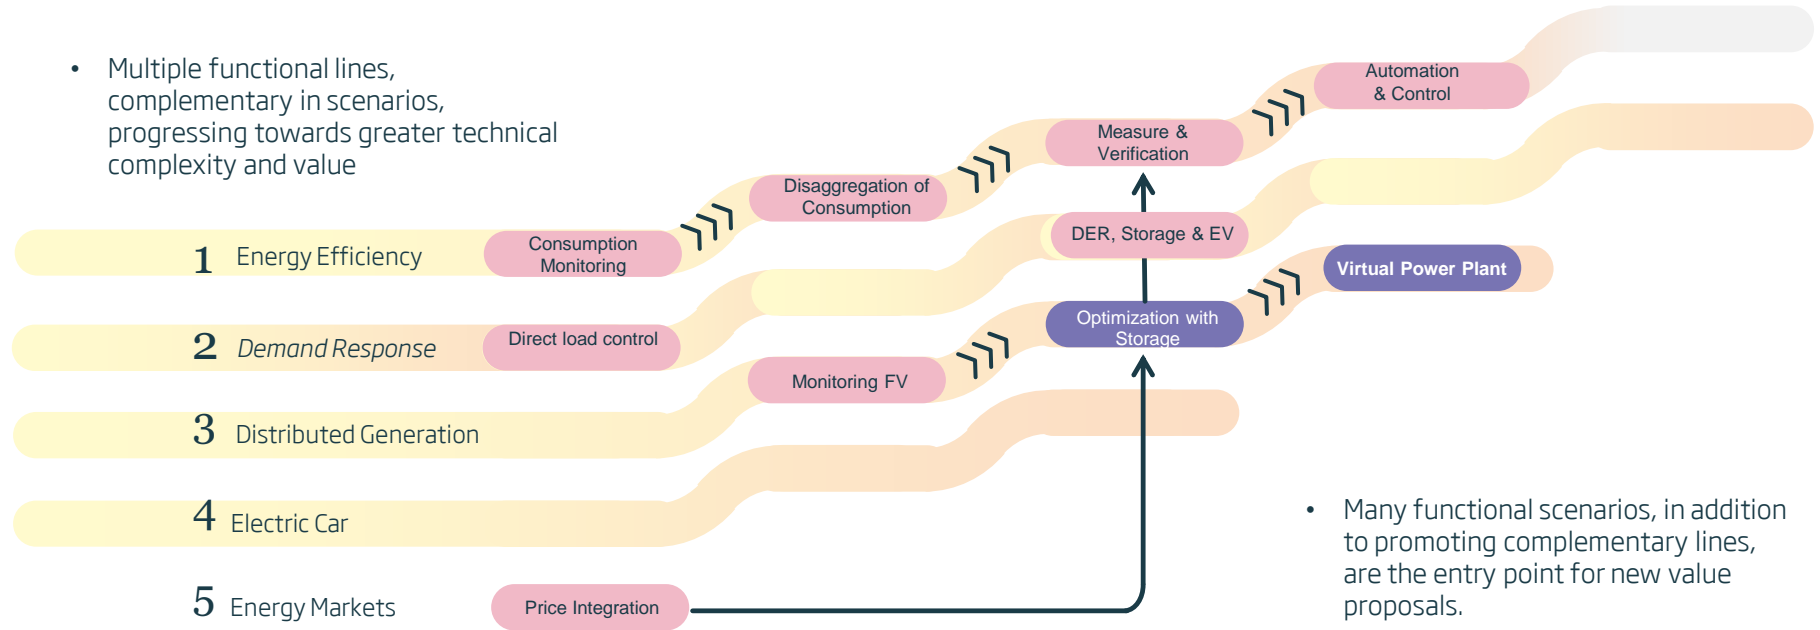 • Multiple functional lines,
complementary in scenarios,
progressing towards greater technical
complexity and value
Automation
& Control
Measure &
Verification
Disaggregation of
Consumption
1 Energy Efficiency
Consumption
Monitoring
DER, Storage & EV
Virtual Power Plant
Optimization with
Storage
2 Demand Response
Direct load control
Monitoring FV
3 Distributed Generation
4 Electric Car
5 Energy Markets
Price Integration
• Many functional scenarios, in addition
to promoting complementary lines,
are the entry point for new value
proposals.